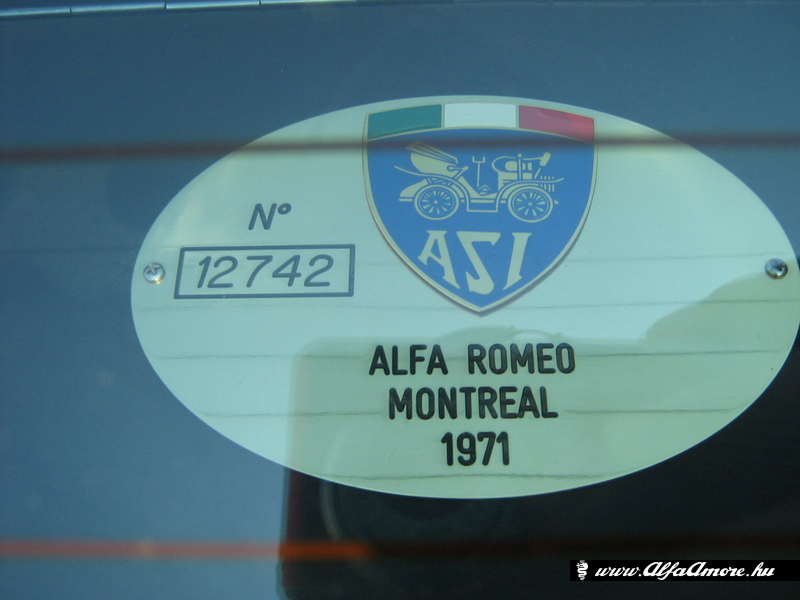 ASI
N°
12742
ALFA ROMEO
MONTREAL
1971
www.AlfaAmore.hu